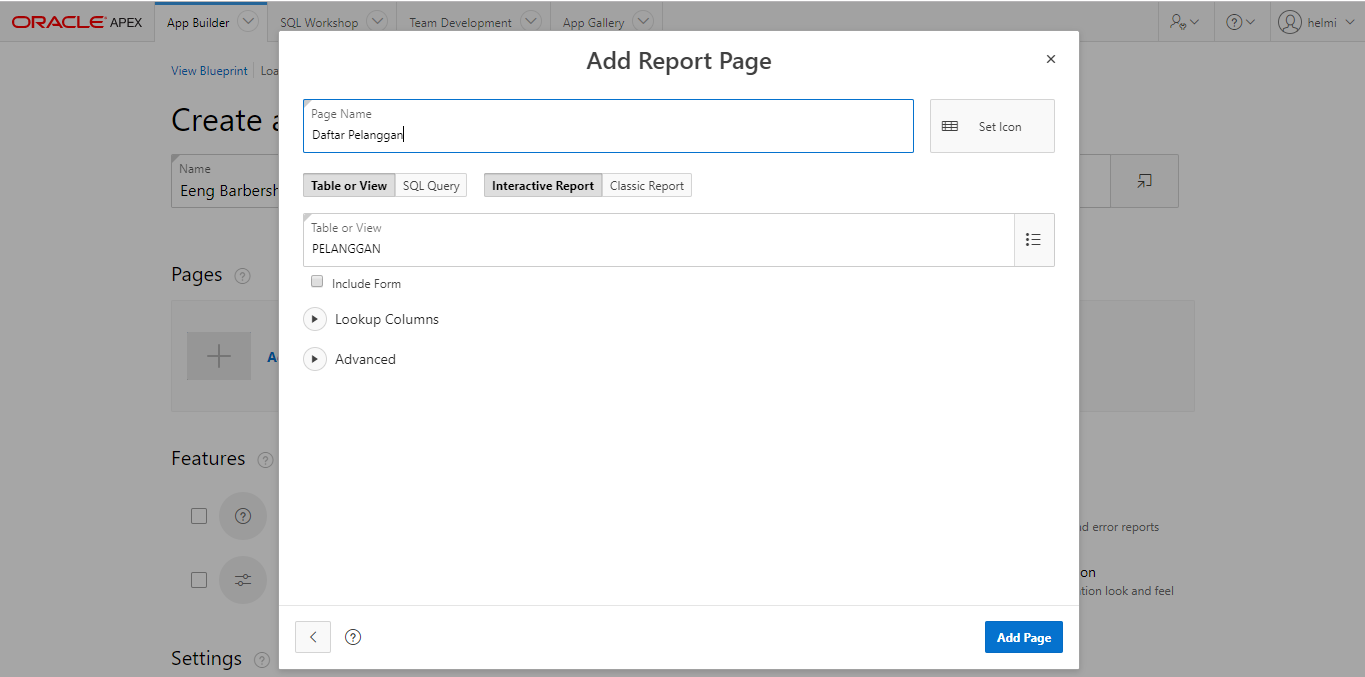 ORACLE APEX App Builder SQL Workshop Team Development App Gallery helmi
View Blueprint
Create
Name
Eeng
Pages
Features
nd error reports
on
tion look and feel
Settings
Add Report Page
Page Name
Daftar Pelanggan
Set Icon
Table or View SQL Query Interactive Report Classic Report
Table or View
PELANGGAN
Include Form
Lookup Columns
Advanced
Add Page